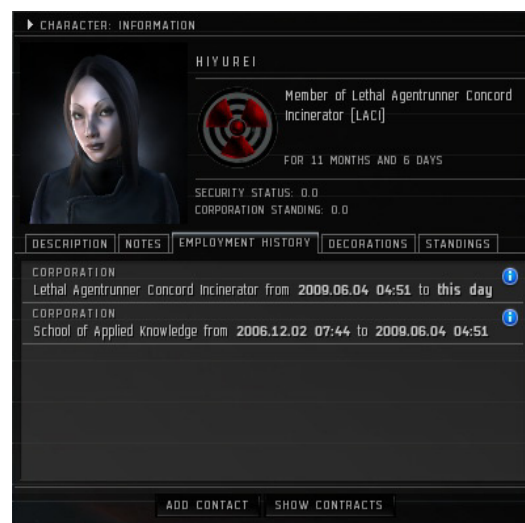 CHARACTER: INFORMATION
HIYUREI
Member of Lethal Agentrunner Concord
Incinerator [LACI]
FOR 11 MONTHS AND 6 DAYS
SECURITY STATUS: 0.0
CORPORATION STANDING: 0.0
DESCRIPTION NOTES EMPLOYMENT HISTORY DECORATIONS STANDINGS
CORPORATION
Lethal Agentrunner Concord Incinerator from 2009.06.04 04:51 to this day
CORPORATION
School of Applied Knowledge from 2006.12.02 07:44 to 2009.06.04 04:51
ADD CONTACT SHOW CONTRACTS